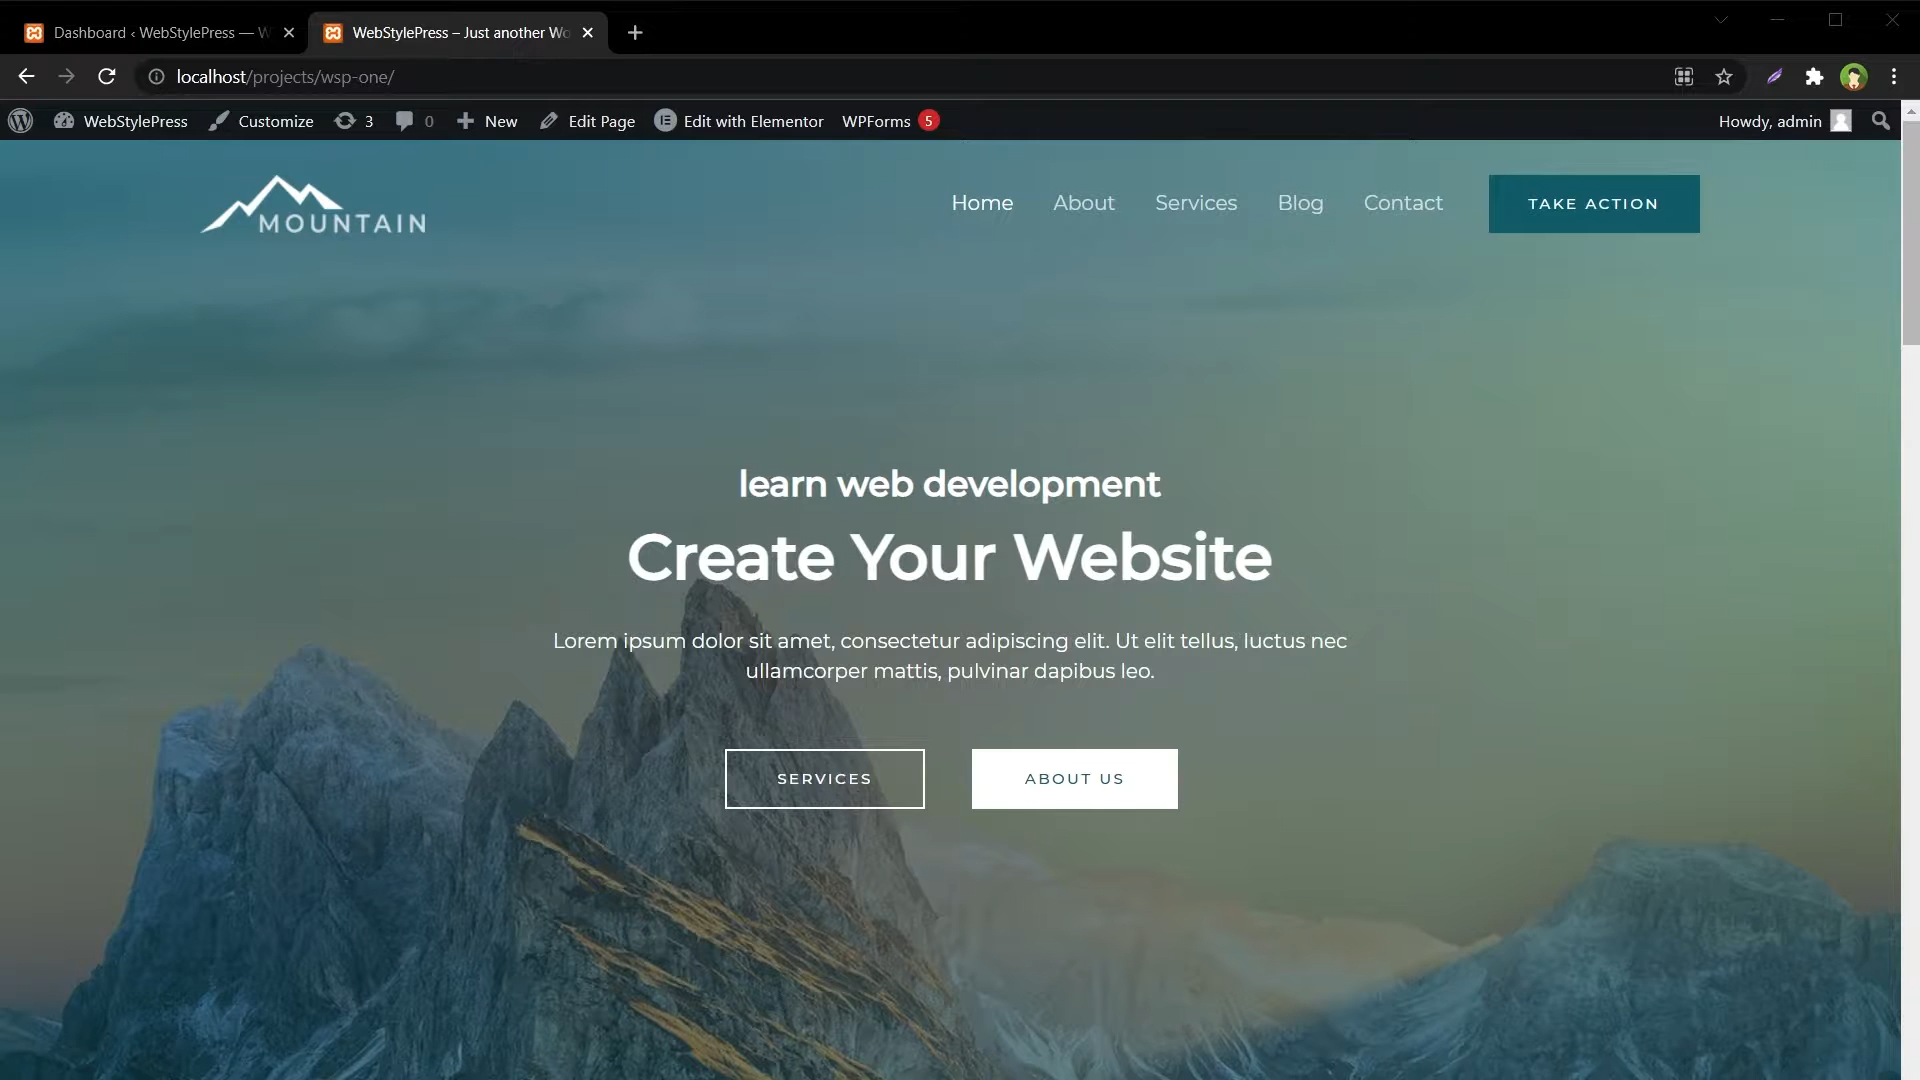 Dashboard ‹ WebStylePress — W
WebStylePress – Just another Wo
localhost/projects/wsp-one/
WebStylePress Customize 3 0 New Edit Page Edit with Elementor WPForms 5 Howdy, admin
MOUNTAIN
Home About Services Blog Contact TAKE ACTION
learn web development
Create Your Website
Lorem ipsum dolor sit amet, consectetur adipiscing elit. Ut elit tellus, luctus nec
ullamcorper mattis, pulvinar dapibus leo.
SERVICES ABOUT US